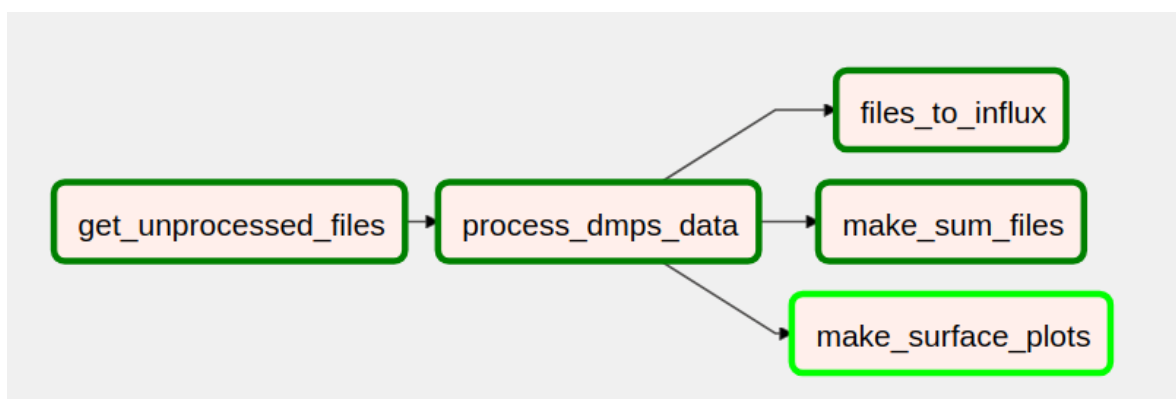 files_to_influx
get_unprocessed_files
process_dmps_data
make_sum_files
make_surface_plots